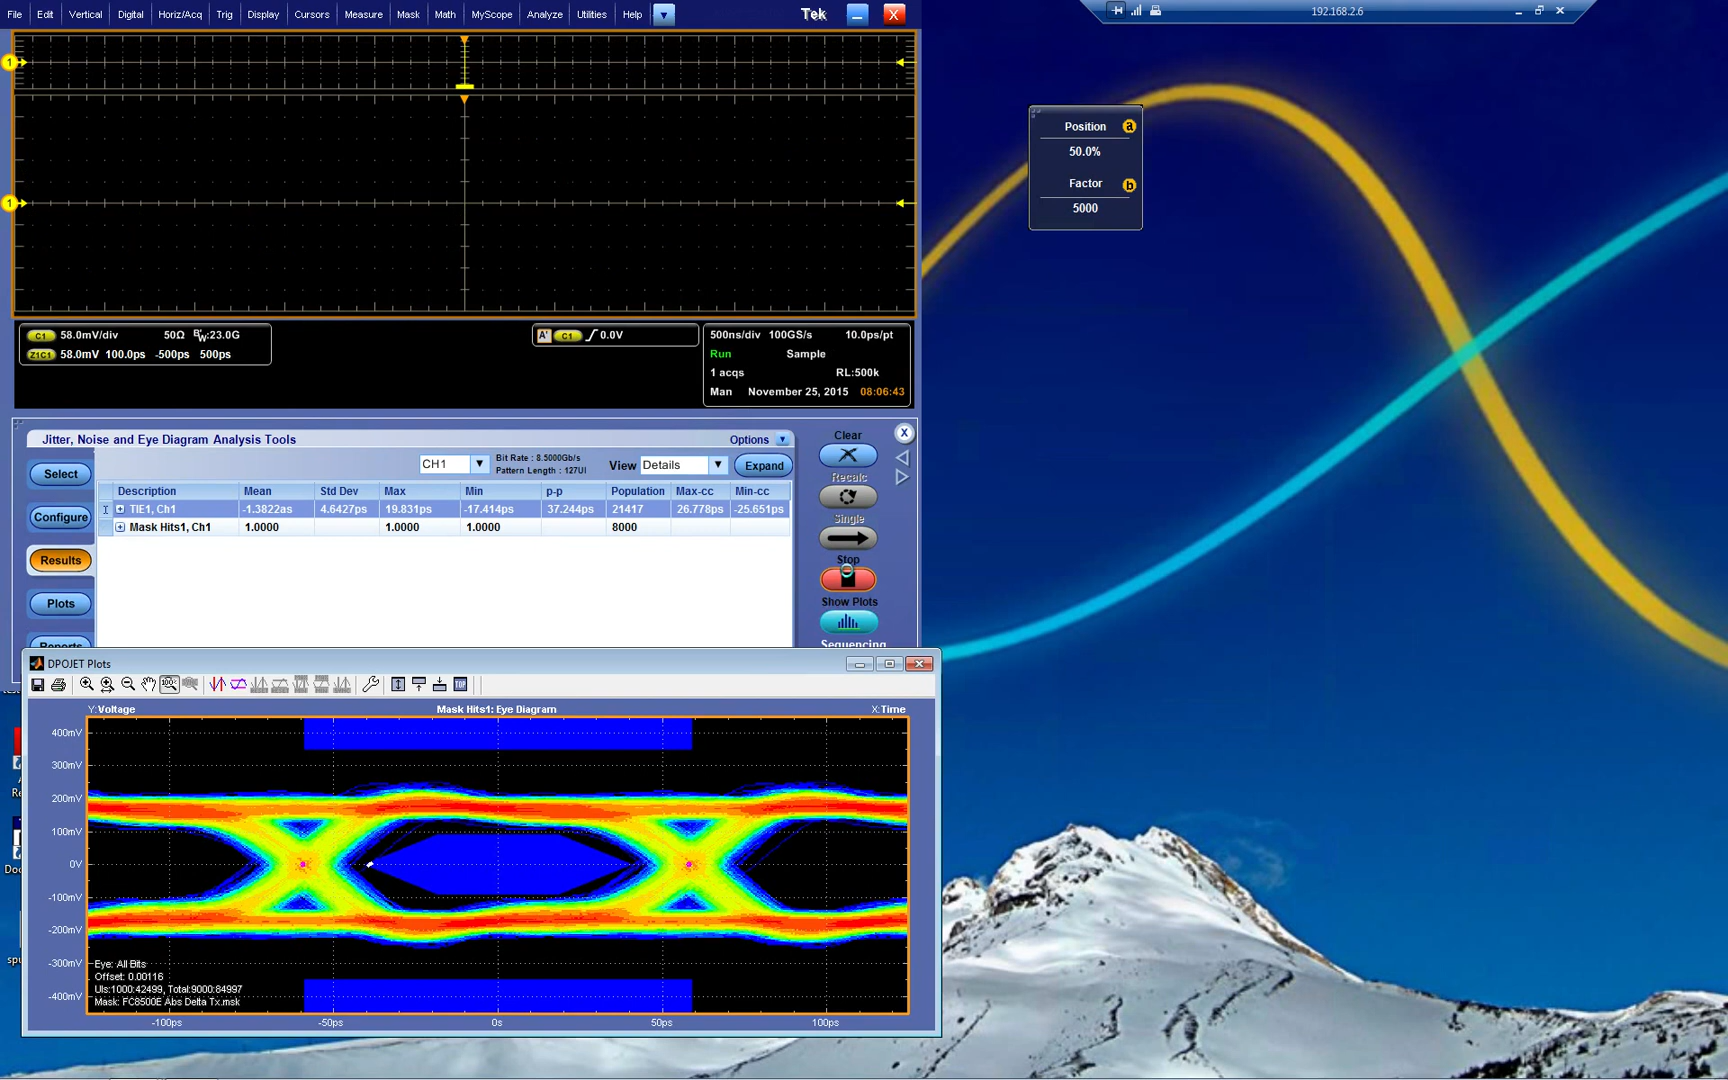 File Edit Vertical Digital Horiz/Acq Trig Display Cursors Measure Mask Math MyScope Analyze Utilities Help Tek X
192.168.2.6
1
1
Position a
50.0%
Factor b
5000
C1 58.0mV/div 50Ω BW:23.0G
Z1C1 58.0mV 100.0ps -500ps 500ps
A' C1 0.0V
500ns/div 100GS/s 10.0ps/pt
Run Sample
1 acqs RL:500k
Man November 25, 2015 08:06:43
Jitter, Noise and Eye Diagram Analysis Tools
Options
Clear
X
Select
Configure
Results
Plots
Reports
CH1
Bit Rate : 8.5000Gb/s
Pattern Length : 127UI
View Details Expand
Description Mean Std Dev Max Min p-p Population Max-cc Min-cc
TIE1, Ch1 -1.3822as 4.6427ps 19.831ps -17.414ps 37.244ps 21417 26.778ps -25.651ps
Mask Hits1, Ch1 1.0000 1.0000 1.0000 8000
Recalc
Single
Stop
Show Plots
Sequencing
DPOJET Plots
100%
TOP
Y:Voltage Mask Hits1: Eye Diagram X:Time
400mV
300mV
200mV
100mV
0V
-100mV
-200mV
-300mV
-400mV
Eye: All Bits
Offset: 0.00116
UIs:1000:42499, Total:9000:84997
Mask: FC8500E Abs Delta Tx.msk
-100ps -50ps 0s 50ps 100ps
Re
Doc
spu